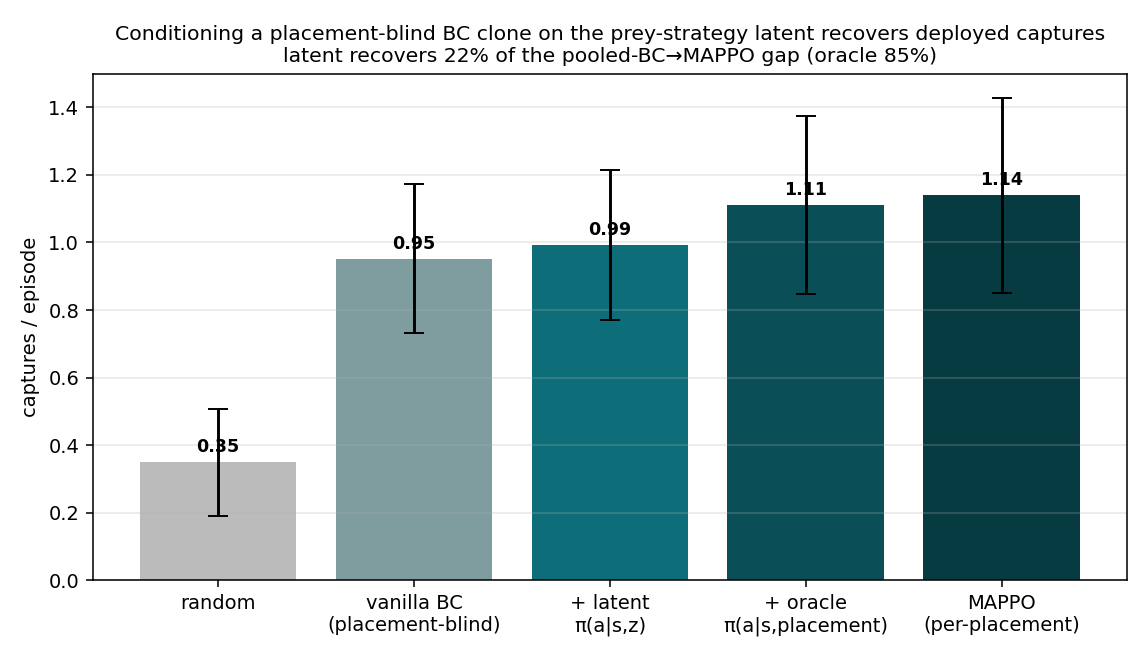 Conditioning a placement-blind BC clone on the prey-strategy latent recovers deployed captures
latent recovers 22% of the pooled-BC→MAPPO gap (oracle 85%)
captures / episode
1.4
1.2
1.0
0.8
0.6
0.4
0.2
0.0
0.35
0.95
0.99
1.11
1.14
random
vanilla BC
(placement-blind)
+ latent
π(a|s,z)
+ oracle
π(a|s,placement)
MAPPO
(per-placement)